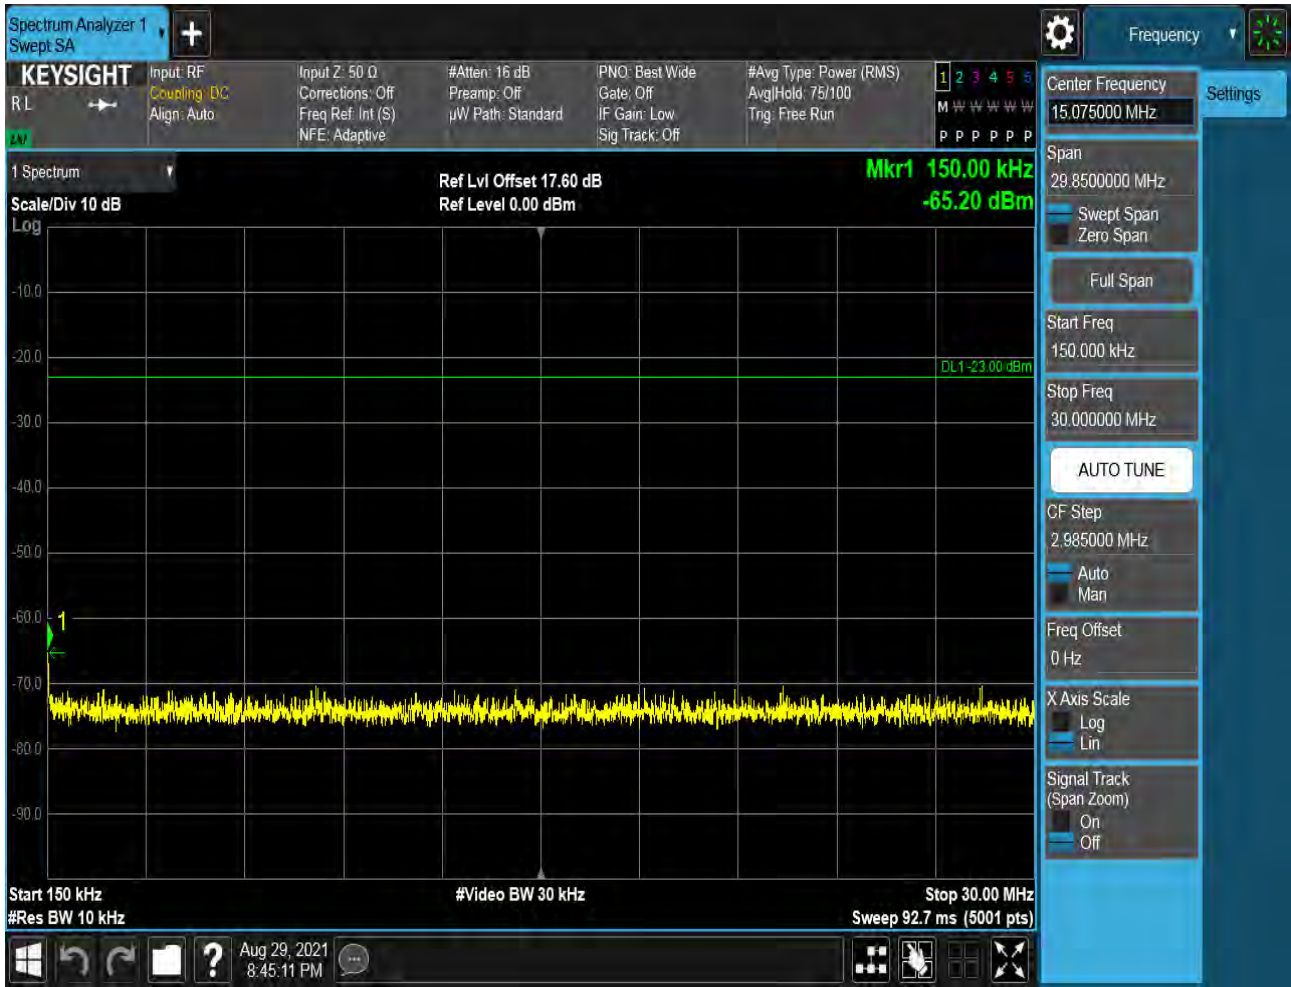 Spectrum Analyzer 1
Swept SA
Frequency
KEYSIGHT
R L
LXI
Input: RF
Coupling: DC
Align: Auto
Input Z: 50 Ω
Corrections: Off
Freq Ref: Int (S)
NFE: Adaptive
#Atten: 16 dB
Preamp: Off
µW Path: Standard
PNO: Best Wide
Gate: Off
IF Gain: Low
Sig Track: Off
#Avg Type: Power (RMS)
Avg|Hold: 75/100
Trig: Free Run
1 2 3 4 5 6
M W W W W W
P P P P P P
1 Spectrum
Scale/Div 10 dB
Log
Ref Lvl Offset 17.60 dB
Ref Level 0.00 dBm
Mkr1 150.00 kHz
-65.20 dBm
-10.0
-20.0
DL1 -23.00 dBm
-30.0
-40.0
-50.0
-60.0
1
-70.0
-80.0
-90.0
Start 150 kHz
#Res BW 10 kHz
#Video BW 30 kHz
Stop 30.00 MHz
Sweep 92.7 ms (5001 pts)
Center Frequency
15.075000 MHz
Settings
Span
29.8500000 MHz
Swept Span
Zero Span
Full Span
Start Freq
150.000 kHz
Stop Freq
30.000000 MHz
AUTO TUNE
CF Step
2.985000 MHz
Auto
Man
Freq Offset
0 Hz
X Axis Scale
Log
Lin
Signal Track
(Span Zoom)
On
Off
?
Aug 29, 2021
8:45:11 PM